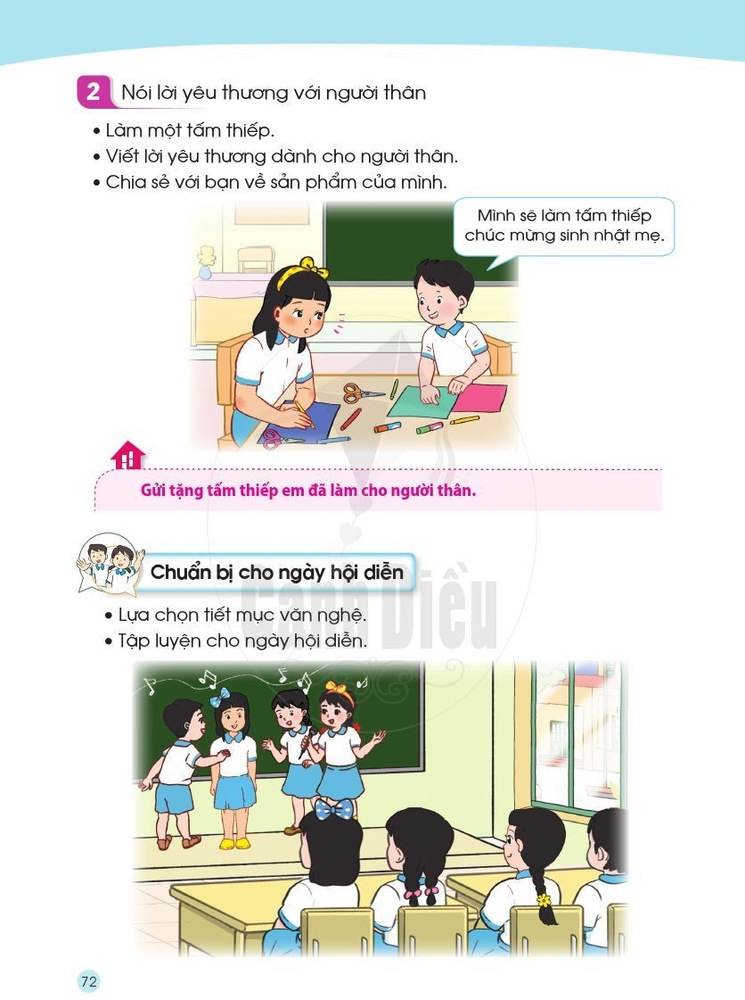 2 Nói lời yêu thương với người thân
• Làm một tấm thiếp.
• Viết lời yêu thương dành cho người thân.
• Chia sẻ với bạn về sản phẩm của mình.
Mình sẽ làm tấm thiếp
chúc mừng sinh nhật mẹ.
Gửi tặng tấm thiếp em đã làm cho người thân.
Chuẩn bị cho ngày hội diễn
Cánh Diều
• Lựa chọn tiết mục văn nghệ.
• Tập luyện cho ngày hội diễn.
72